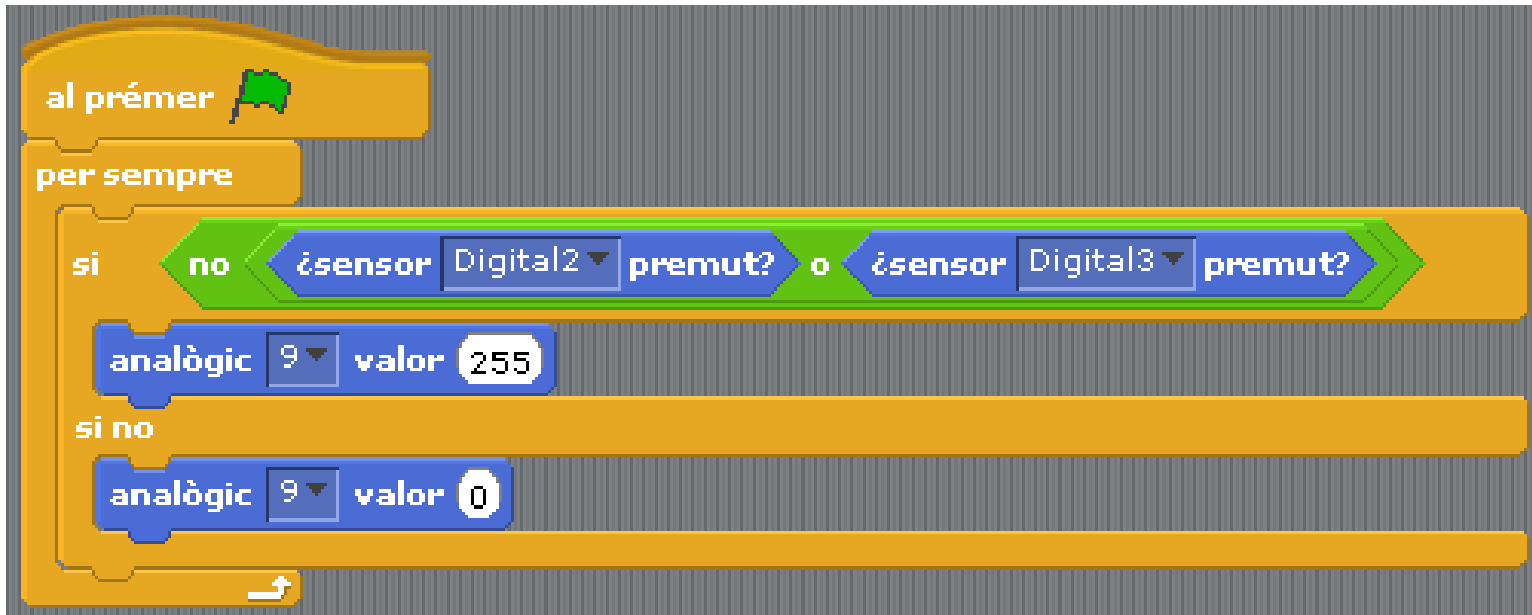 al prémer
per sempre
si no ¿sensor Digital2 premut? o ¿sensor Digital3 premut?
analògic 9 valor 255
si no
analògic 9 valor 0